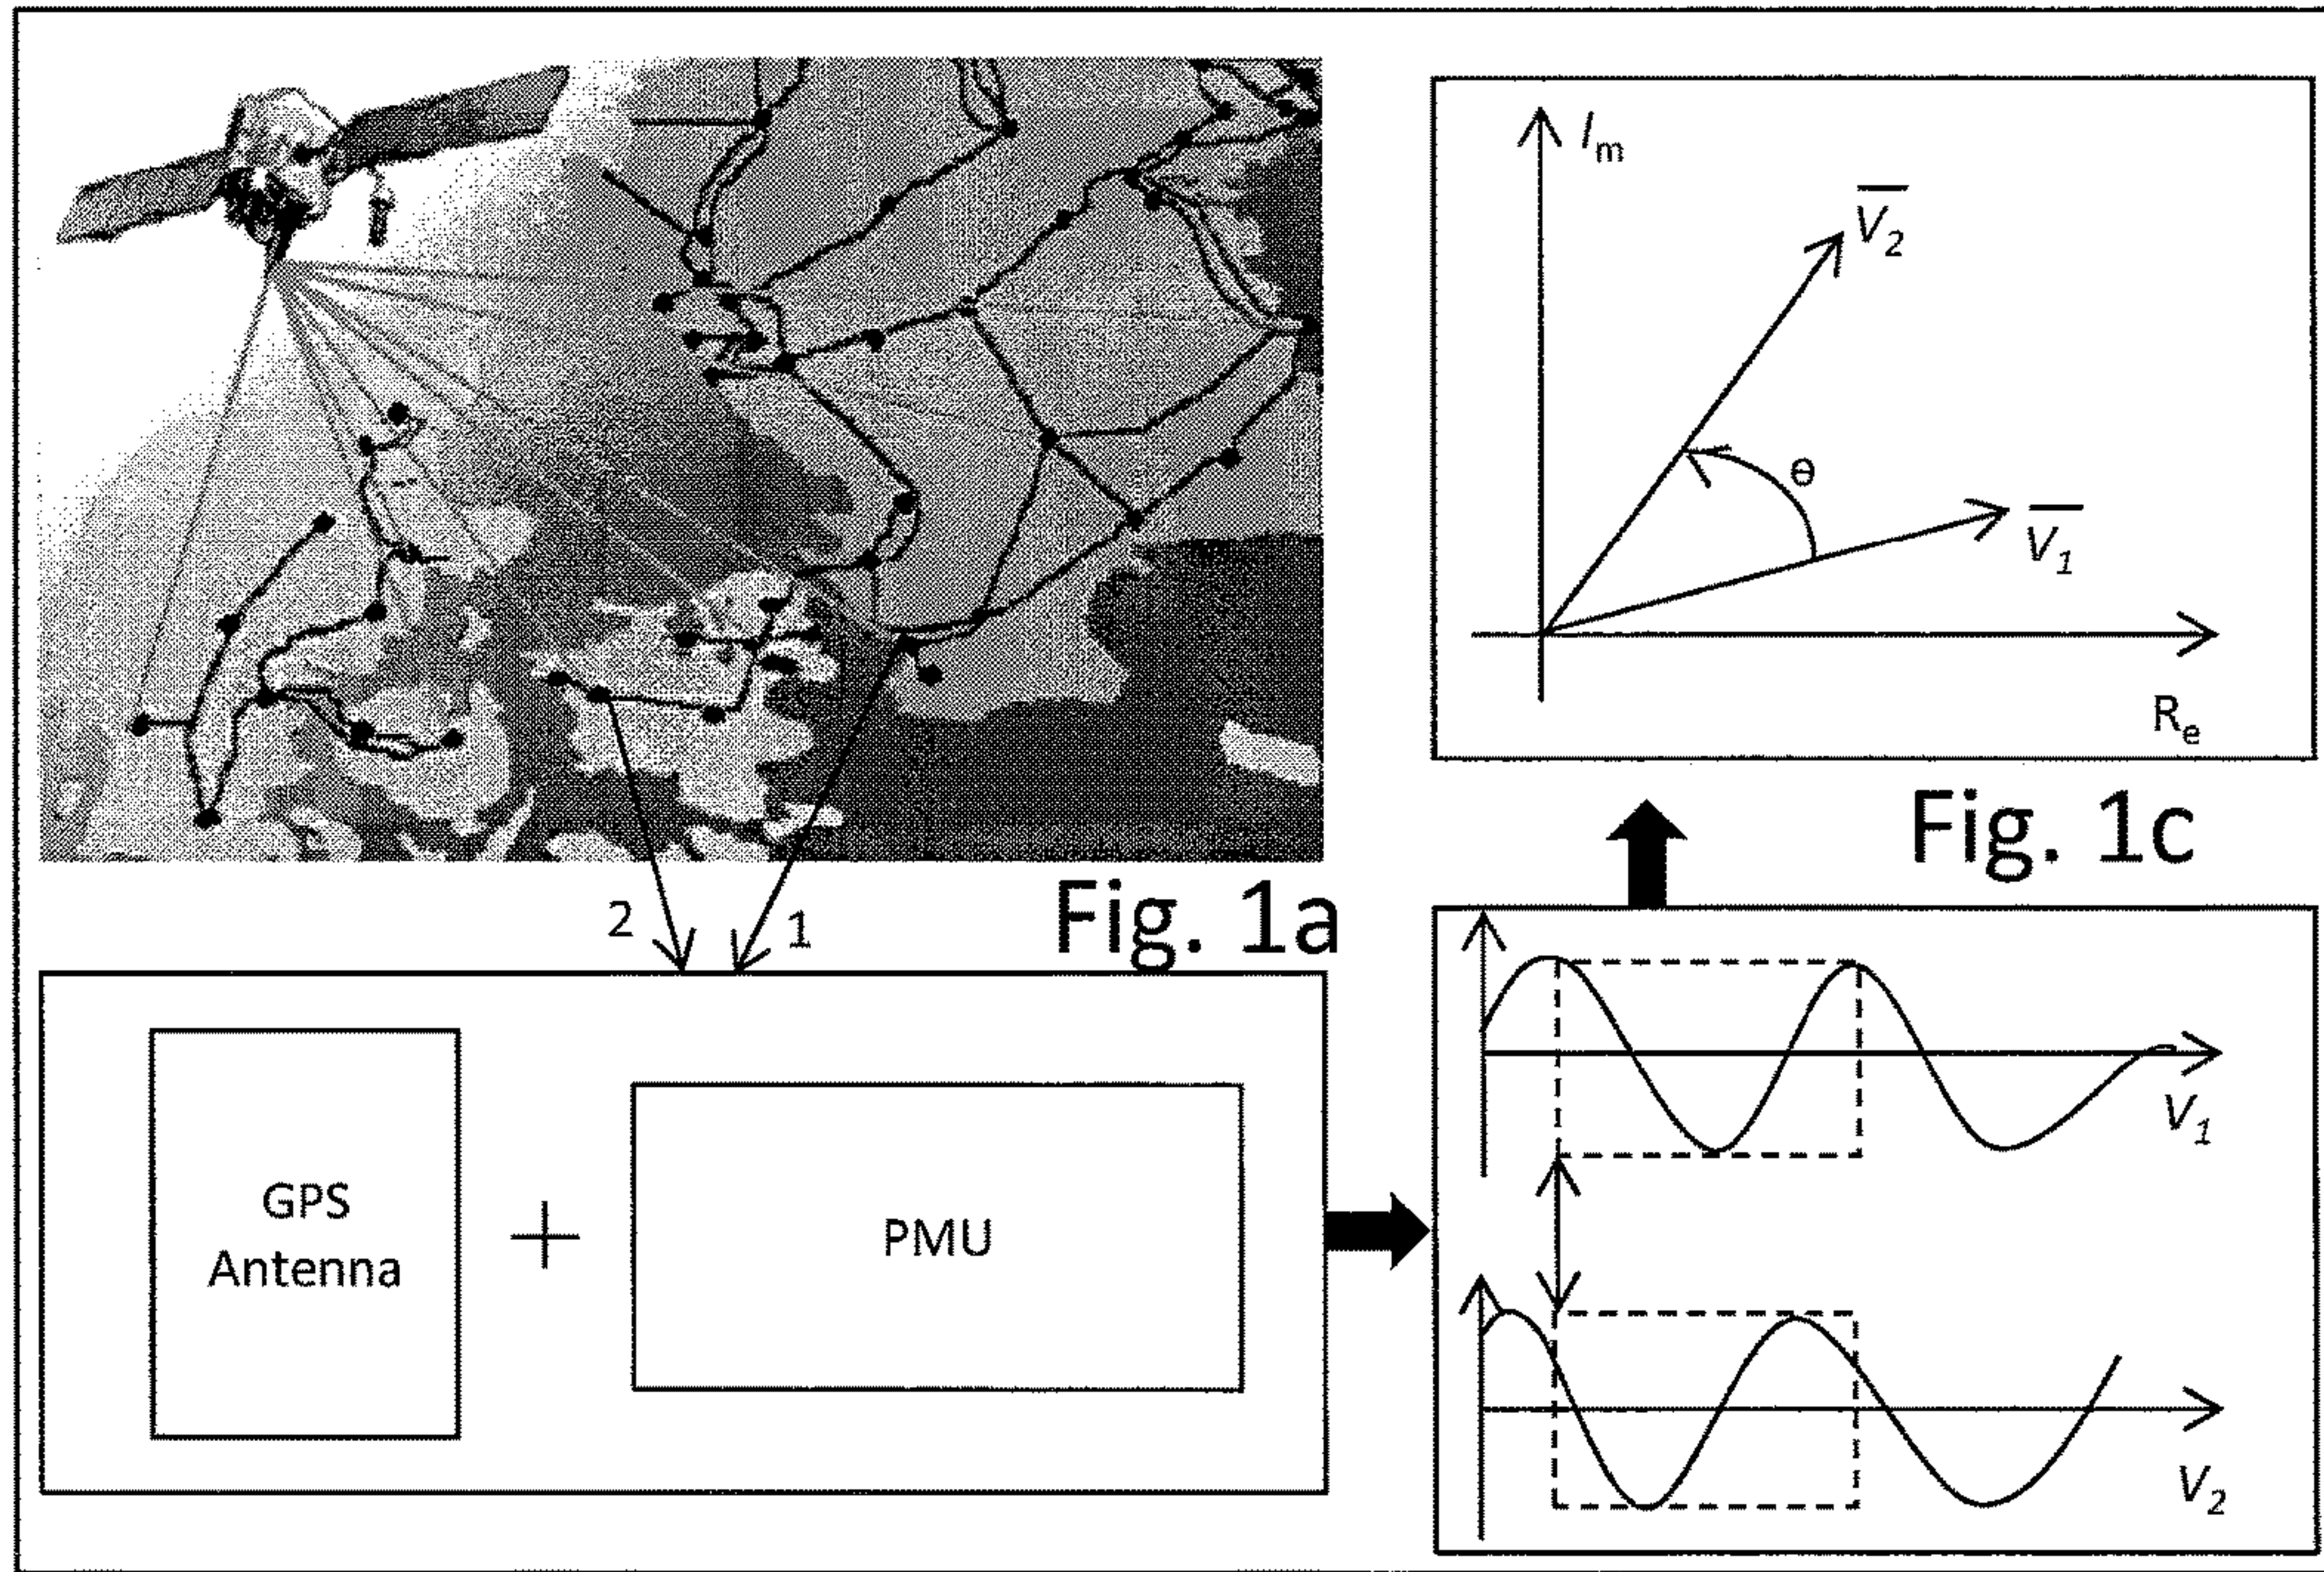 2
1
Fig. 1a
GPS
Antenna
+
PMU
Im
V2
θ
V1
Re
Fig. 1c
V1
V2